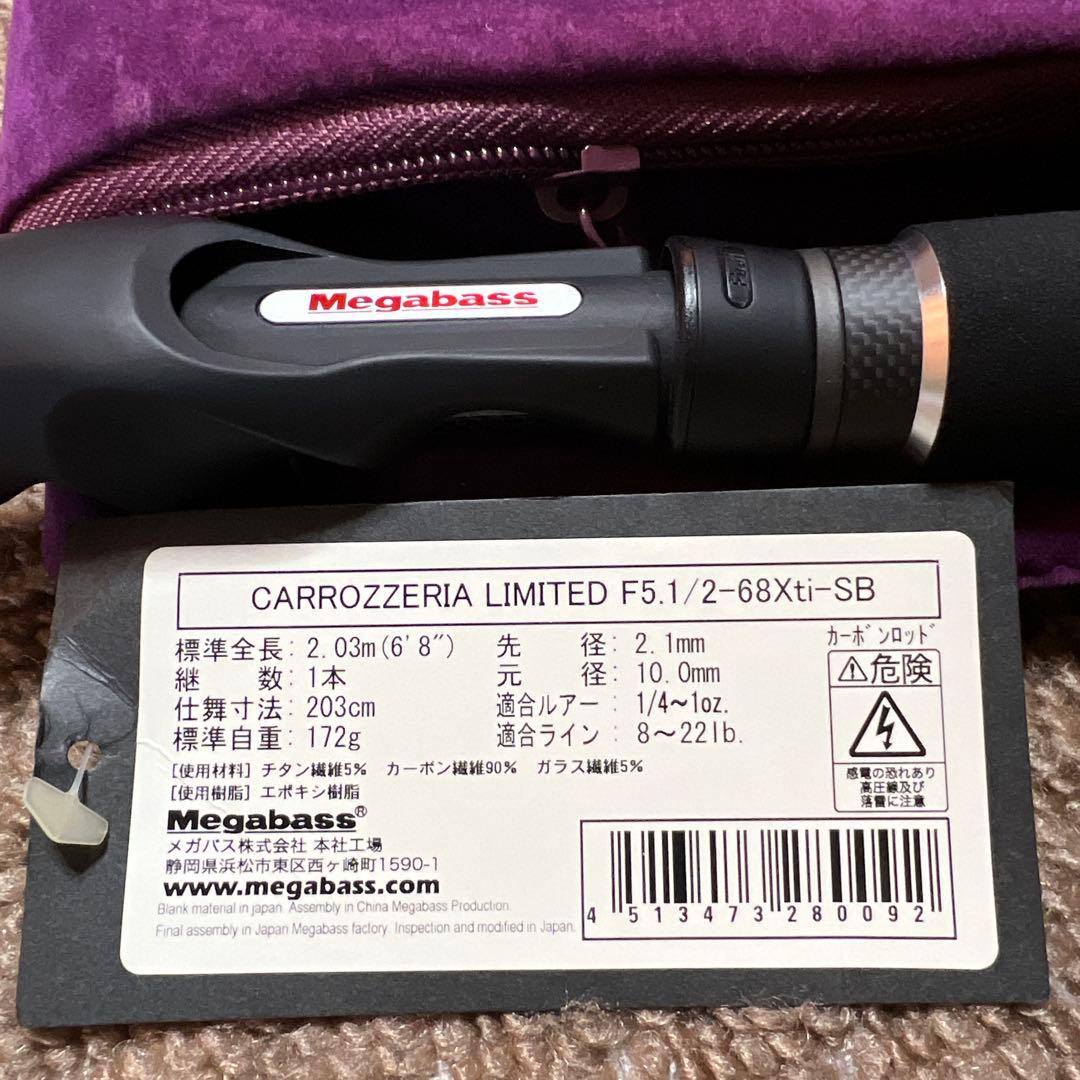 Megabass
CARROZZERIA LIMITED F5.1/2-68Xti-SB
標準全長: 2.03m(6'8")
継　数: 1本
仕舞寸法: 203cm
標準自重: 172g
先　径: 2.1mm
元　径: 10.0mm
適合ルアー: 1/4〜1oz.
適合ライン: 8〜22lb.
[使用材料] チタン繊維5% カーボン繊維90% ガラス繊維5%
[使用樹脂] エポキシ樹脂
カーボンロッド
⚠危険
感電の恐れあり
高圧線及び
落雷に注意
Megabass®
メガバス株式会社 本社工場
静岡県浜松市東区西ヶ崎町1590-1
www.megabass.com
Blank material in japan. Assembly in China Megabass Production.
Final assembly in Japan Megabass factory. Inspection and modified in Japan.
4 513473 280092